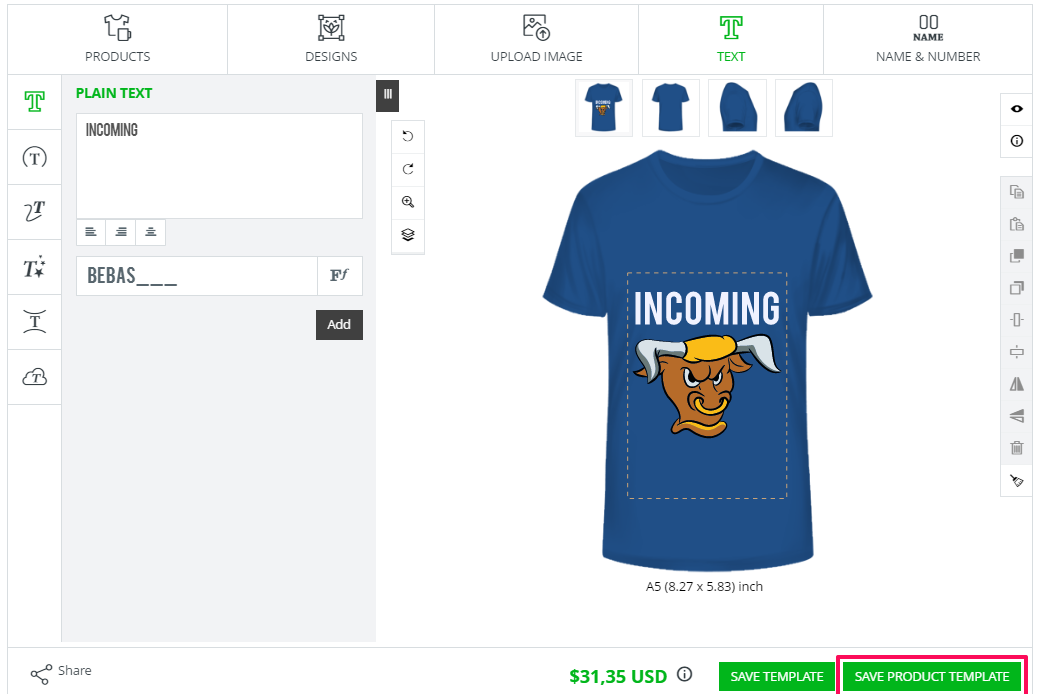 PRODUCTS
DESIGNS
UPLOAD IMAGE
TEXT
NAME
NAME & NUMBER
PLAIN TEXT
INCOMING
BEBAS___
Ff
Add
INCOMING
A5 (8.27 x 5.83) inch
Share
$31,35 USD
SAVE TEMPLATE
SAVE PRODUCT TEMPLATE